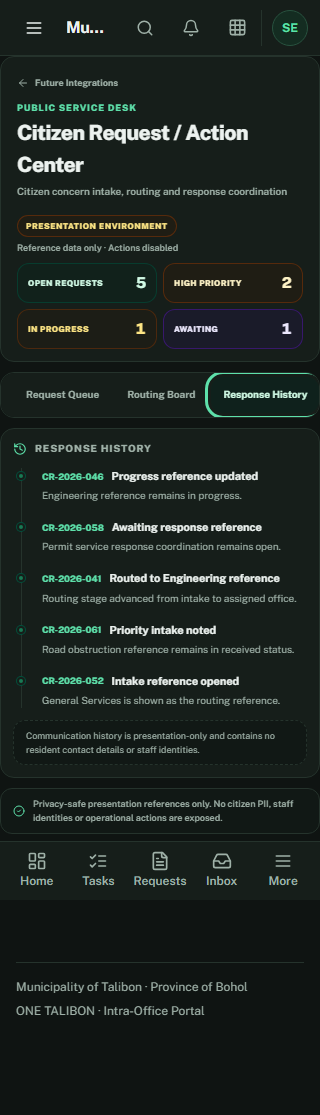 Mu...
SE
Future Integrations
PUBLIC SERVICE DESK
Citizen Request / Action
Center
Citizen concern intake, routing and response coordination
PRESENTATION ENVIRONMENT
Reference data only · Actions disabled
OPEN REQUESTS 5
HIGH PRIORITY 2
IN PROGRESS 1
AWAITING 1
Request Queue
Routing Board
Response History
RESPONSE HISTORY
CR-2026-046 Progress reference updated
Engineering reference remains in progress.
CR-2026-058 Awaiting response reference
Permit service response coordination remains open.
CR-2026-041 Routed to Engineering reference
Routing stage advanced from intake to assigned office.
CR-2026-061 Priority intake noted
Road obstruction reference remains in received status.
CR-2026-052 Intake reference opened
General Services is shown as the routing reference.
Communication history is presentation-only and contains no
resident contact details or staff identities.
Privacy-safe presentation references only. No citizen PII, staff
identities or operational actions are exposed.
Home
Tasks
Requests
Inbox
More
Municipality of Talibon · Province of Bohol
ONE TALIBON · Intra-Office Portal